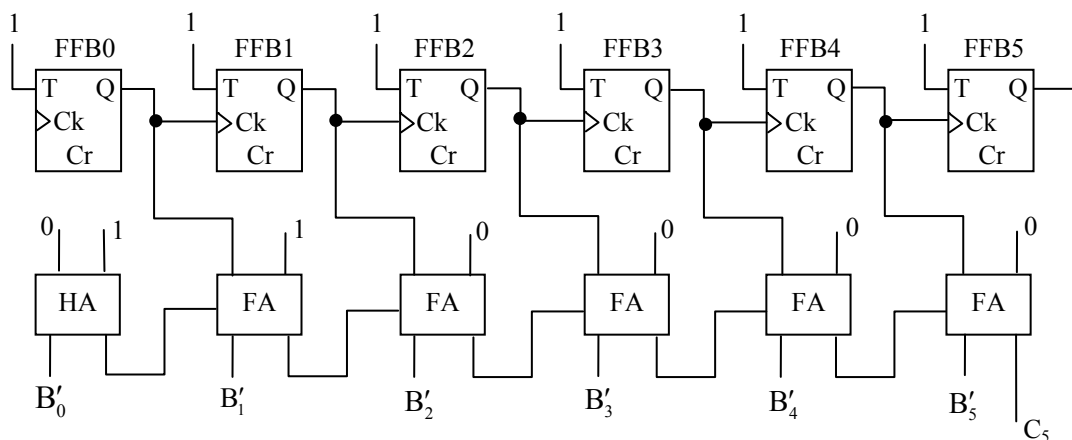 1 1 1 1 1 1
FFB0 FFB1 FFB2 FFB3 FFB4 FFB5
T Q T Q T Q T Q T Q T Q
Ck Ck Ck Ck Ck Ck
Cr Cr Cr Cr Cr Cr
0 1 1 0 0 0 0
HA FA FA FA FA FA
B′₀ B′₁ B′₂ B′₃ B′₄ B′₅
C₅